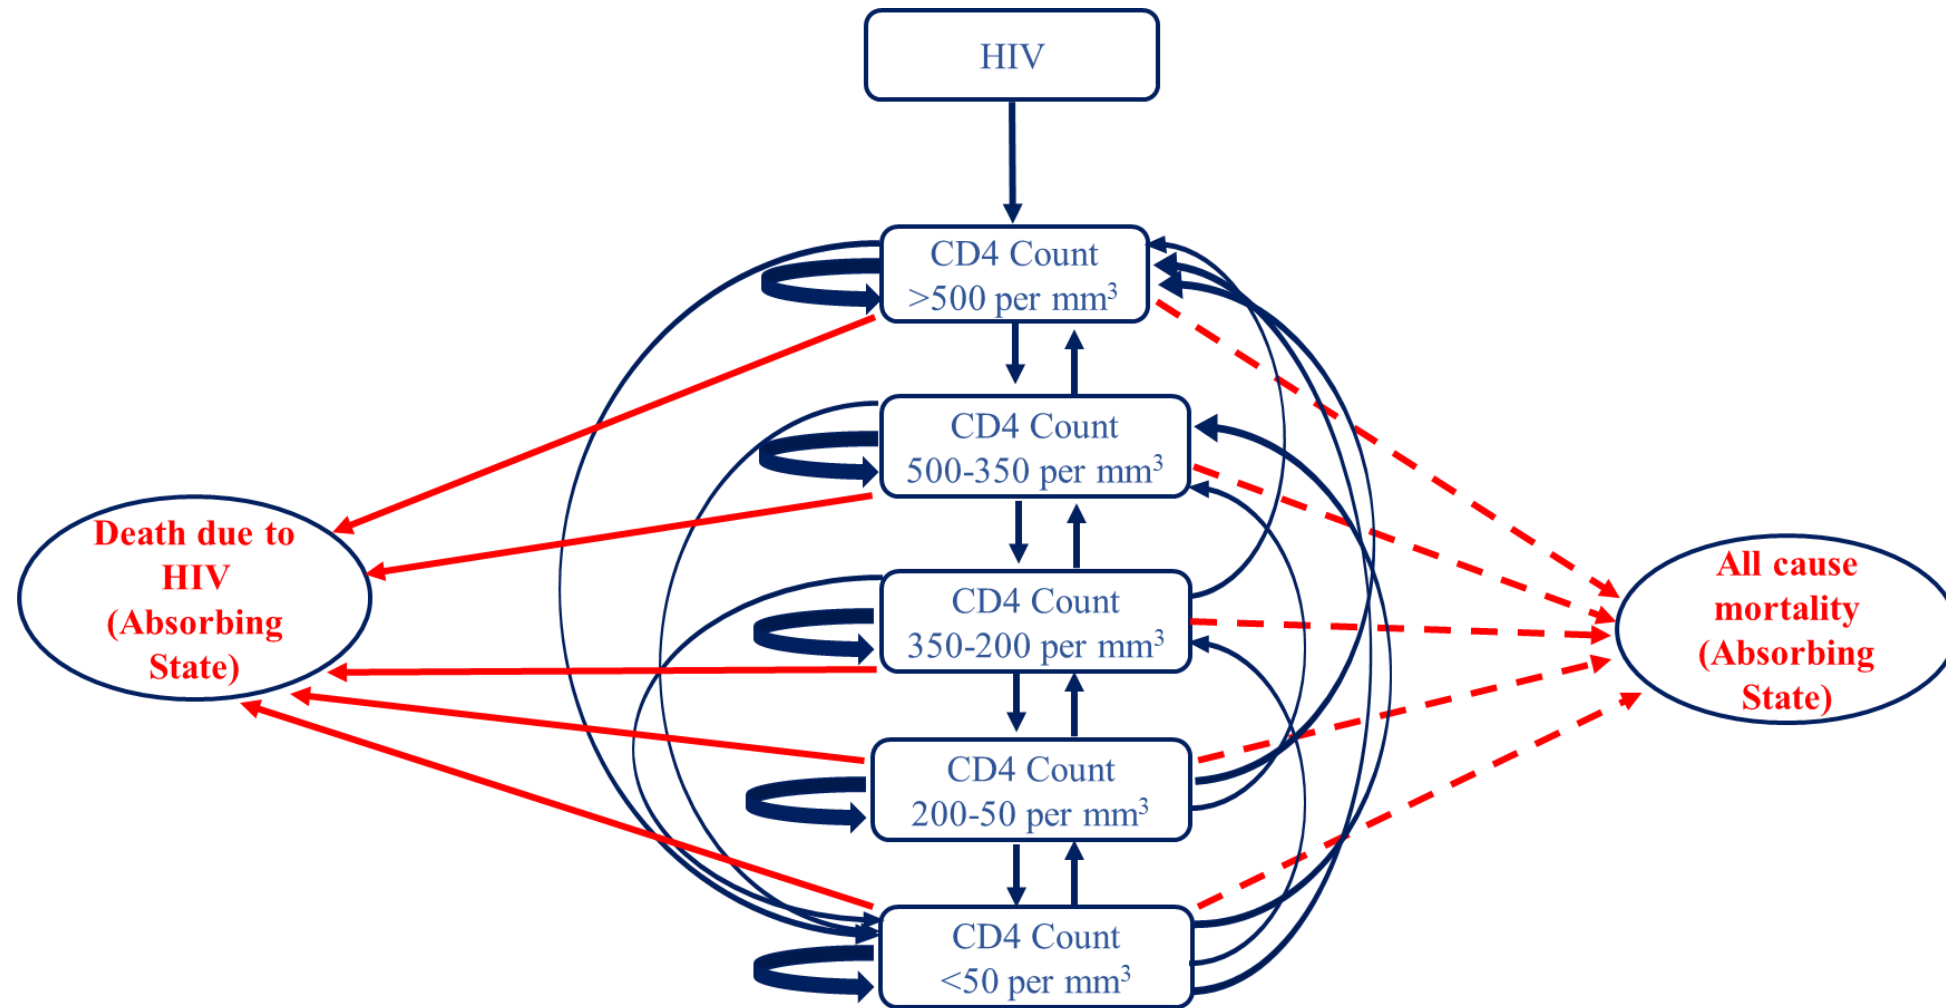 HIV
CD4 Count
>500 per mm³
CD4 Count
500-350 per mm³
Death due to
HIV
(Absorbing
State)
All cause
mortality
(Absorbing
State)
CD4 Count
350-200 per mm³
CD4 Count
200-50 per mm³
CD4 Count
<50 per mm³